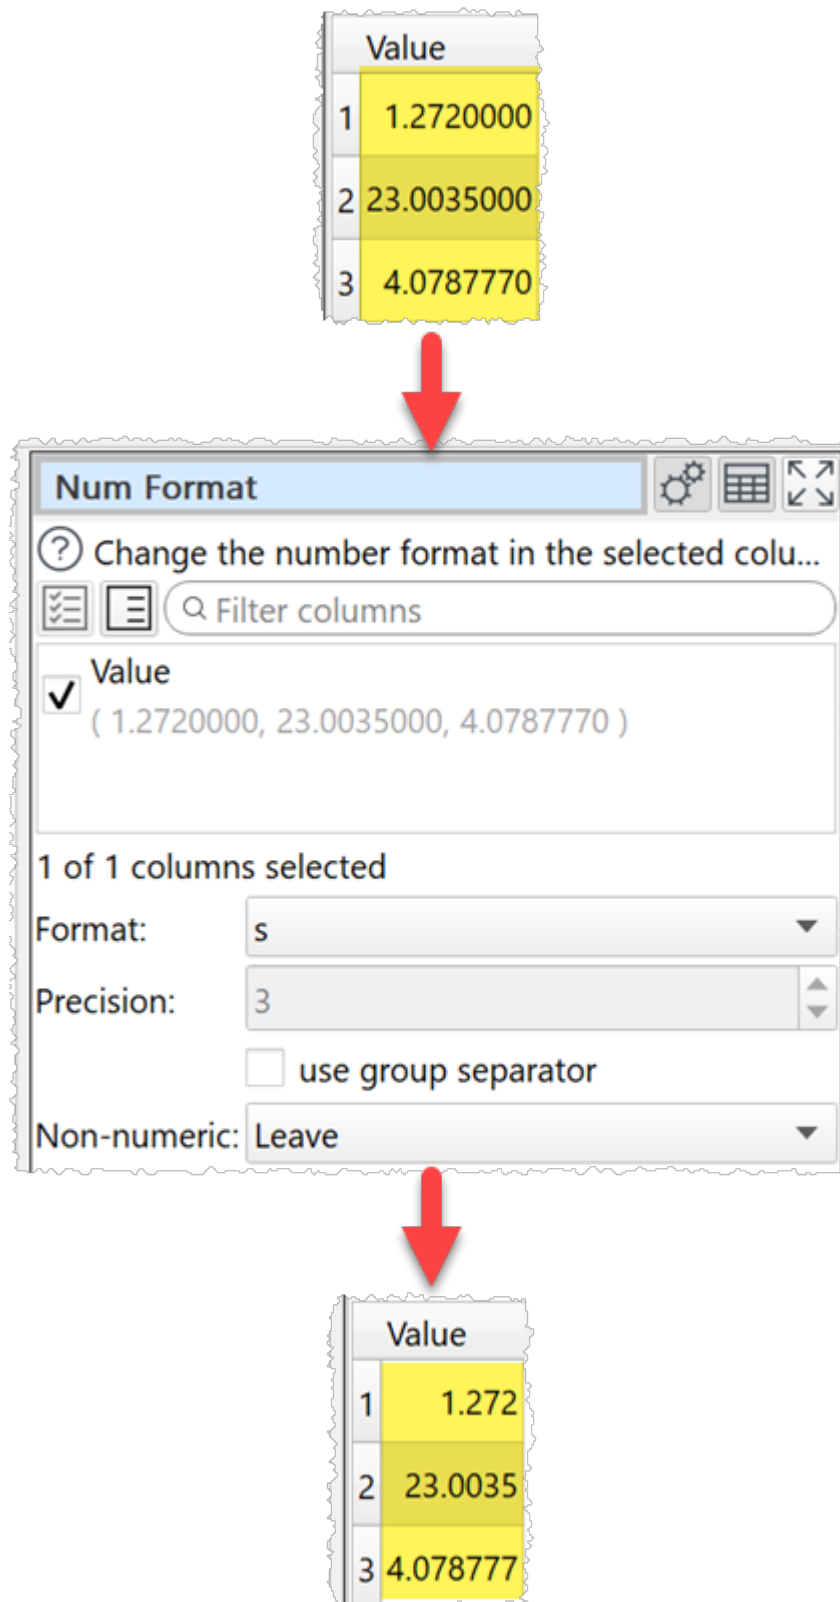 Value
1 1.2720000
2 23.0035000
3 4.0787770
Num Format
? Change the number format in the selected colu...
Filter columns
Value
( 1.2720000, 23.0035000, 4.0787770 )
1 of 1 columns selected
Format: s
Precision: 3
use group separator
Non-numeric: Leave
Value
1 1.272
2 23.0035
3 4.078777